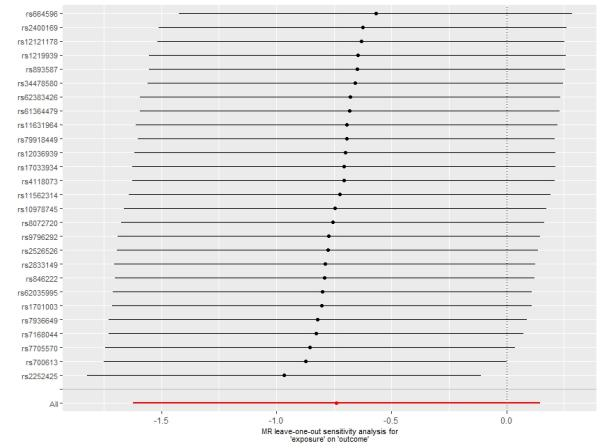 rs664596
rs2400169
rs12121178
rs1219939
rs893587
rs34478580
rs62383426
rs61364479
rs11631964
rs79918449
rs12036939
rs17033934
rs4118073
rs11562314
rs10978745
rs8072720
rs9796292
rs2526526
rs2833149
rs846222
rs62035995
rs1701003
rs7936649
rs7168044
rs7705570
rs700613
rs2252425
All
-1.5 -1.0 -0.5 0.0
MR leave-one-out sensitivity analysis for
'exposure' on 'outcome'